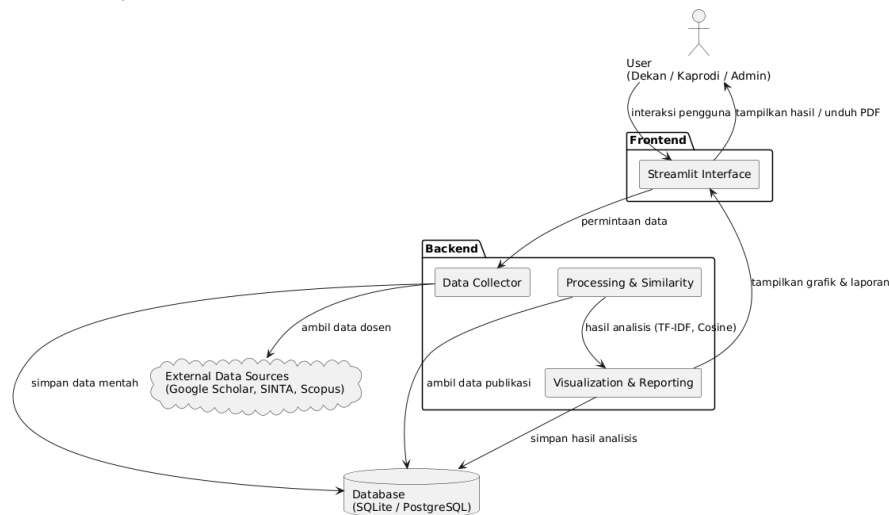 User
(Dekan / Kaprodi / Admin)
interaksi pengguna
tampilkan hasil / unduh PDF
Frontend
Streamlit Interface
permintaan data
Backend
Data Collector
Processing & Similarity
tampilkan grafik & laporan
ambil data dosen
hasil analisis (TF-IDF, Cosine)
External Data Sources
(Google Scholar, SINTA, Scopus)
simpan data mentah
ambil data publikasi
Visualization & Reporting
simpan hasil analisis
Database
(SQLite / PostgreSQL)